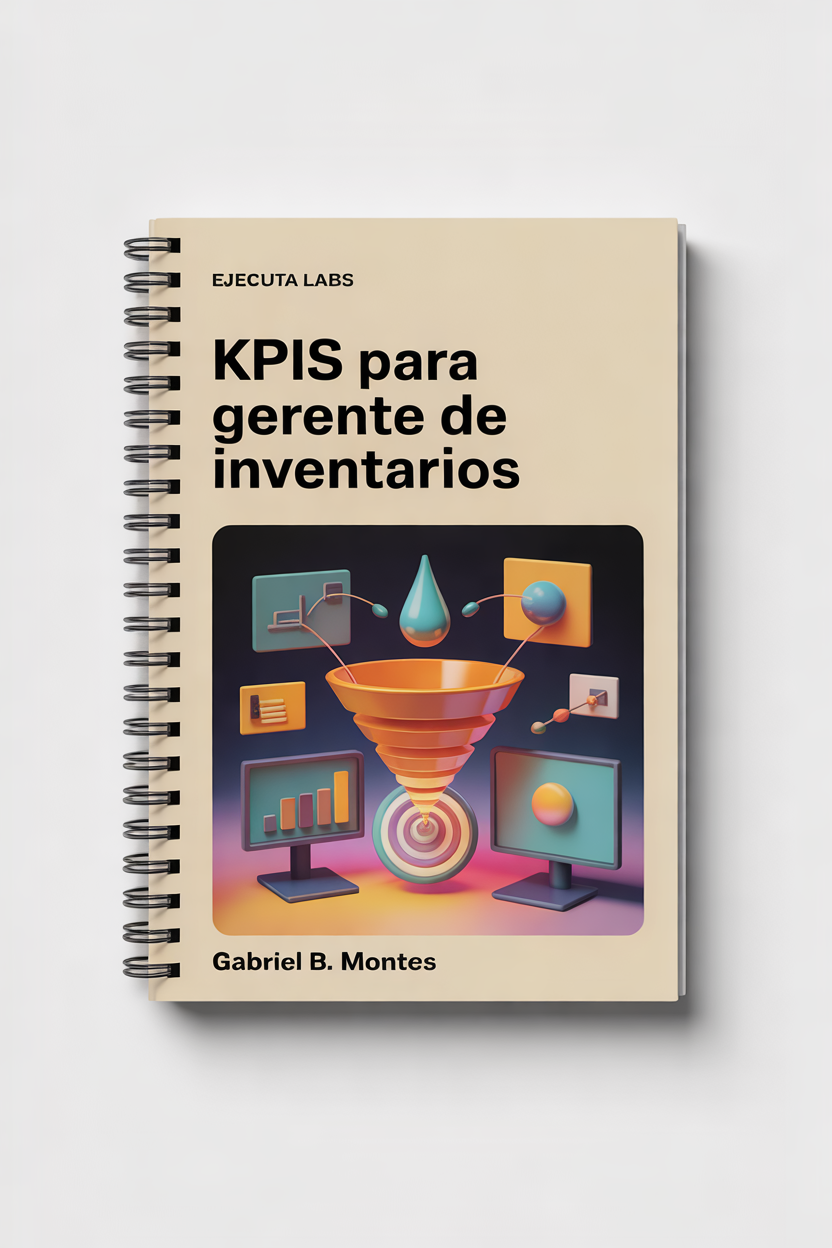 EJECUTA LABS
KPIS para
gerente de
inventarios
Gabriel B. Montes